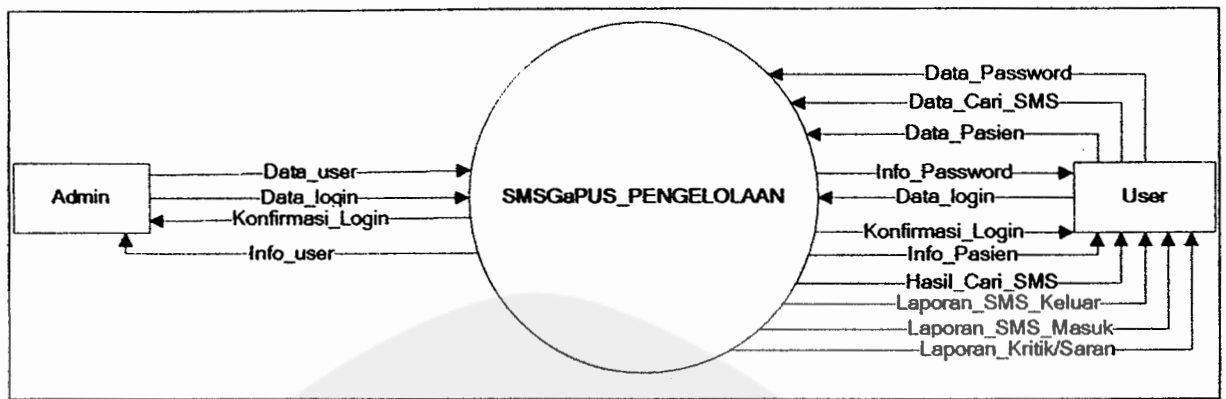 Data_Password
Data_Cari_SMS
Data_Pasien
Data_user
Info_Password
Admin
Data_login
SMSGaPUS_PENGELOLAAN
Data_login
User
Konfirmasi_Login
Konfirmasi_Login
Info_user
Info_Pasien
Hasil_Cari_SMS
Laporan_SMS_Keluar
Laporan_SMS_Masuk
Laporan_Kritik/Saran